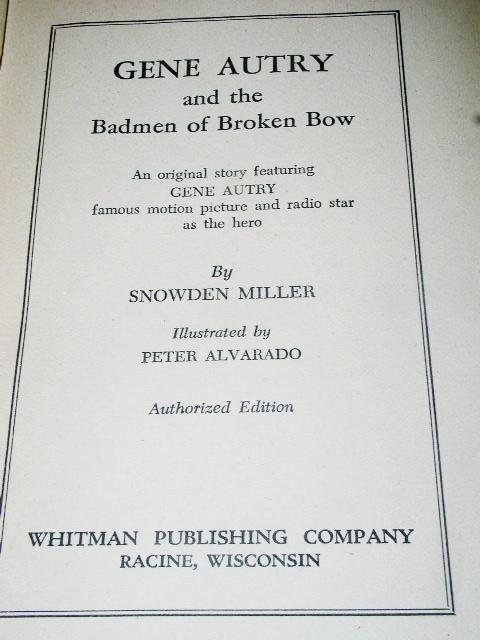 GENE AUTRY
and the
Badmen of Broken Bow
An original story featuring
GENE AUTRY
famous motion picture and radio star
as the hero
By
SNOWDEN MILLER
Illustrated by
PETER ALVARADO
Authorized Edition
WHITMAN PUBLISHING COMPANY
RACINE, WISCONSIN